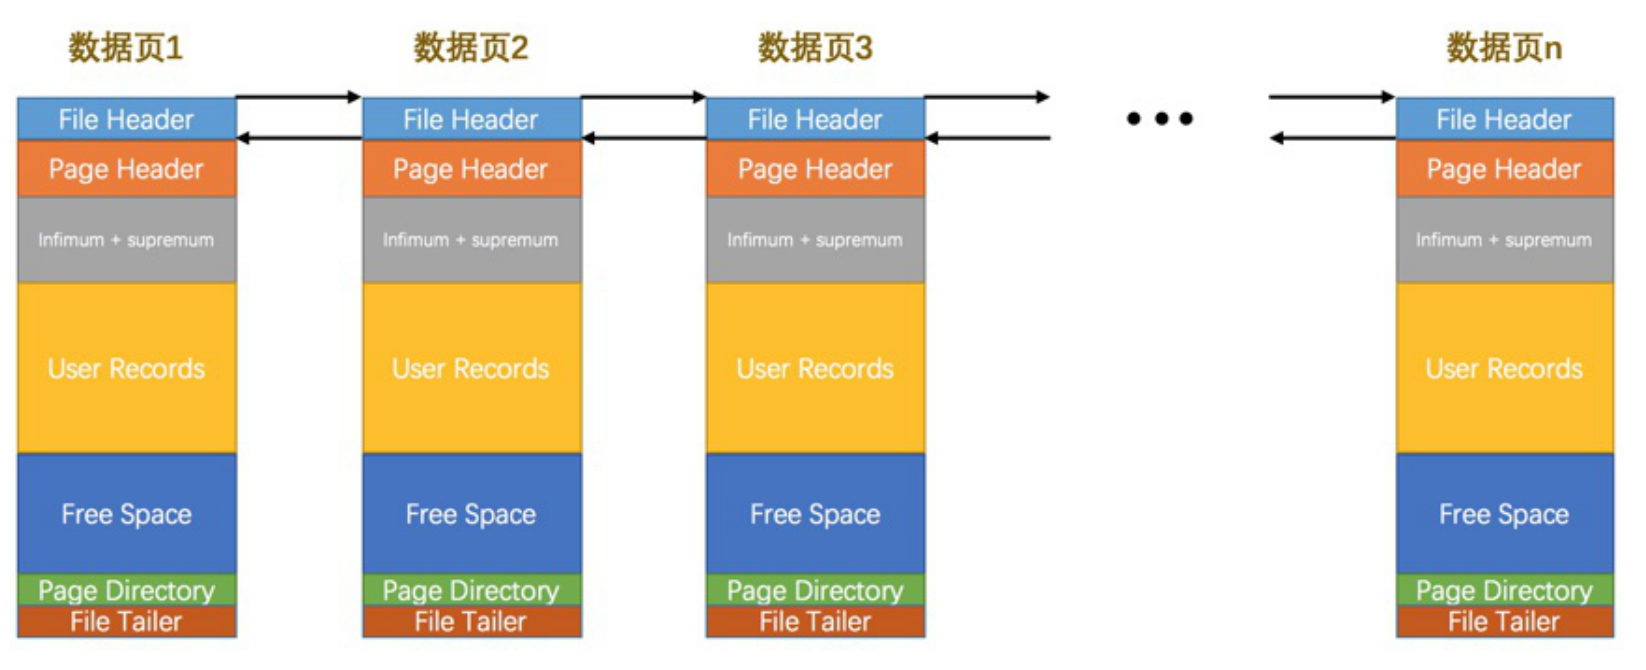 数据页1
File Header
Page Header
Infimum + supremum
User Records
Free Space
Page Directory
File Tailer
数据页2
File Header
Page Header
Infimum + supremum
User Records
Free Space
Page Directory
File Tailer
数据页3
File Header
Page Header
Infimum + supremum
User Records
Free Space
Page Directory
File Tailer
数据页n
File Header
Page Header
Infimum + supremum
User Records
Free Space
Page Directory
File Tailer